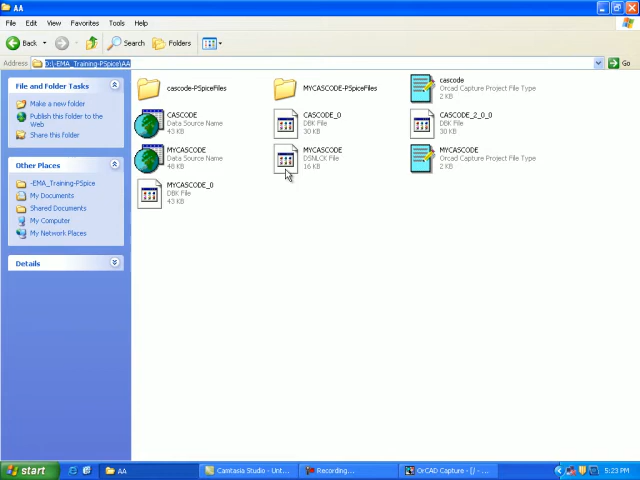 AA
File Edit View Favorites Tools Help
Back Search Folders
Address D:\-EMA_Training-PSpice\AA Go
File and Folder Tasks
Make a new folder
Publish this folder to the Web
Share this folder
Other Places
-EMA_Training-PSpice
My Documents
Shared Documents
My Computer
My Network Places
Details
cascode-PSpiceFiles
MYCASCODE-PSpiceFiles
cascode
Orcad Capture Project File Type
2 KB
CASCODE
Data Source Name
43 KB
CASCODE_0
DBK File
30 KB
CASCODE_2_0_0
DBK File
30 KB
MYCASCODE
Data Source Name
48 KB
MYCASCODE
DSNLCK File
16 KB
MYCASCODE
Orcad Capture Project File Type
2 KB
MYCASCODE_0
DBK File
43 KB
start AA Camtasia Studio - Unt... Recording... OrCAD Capture - [/ - ... 5:23 PM